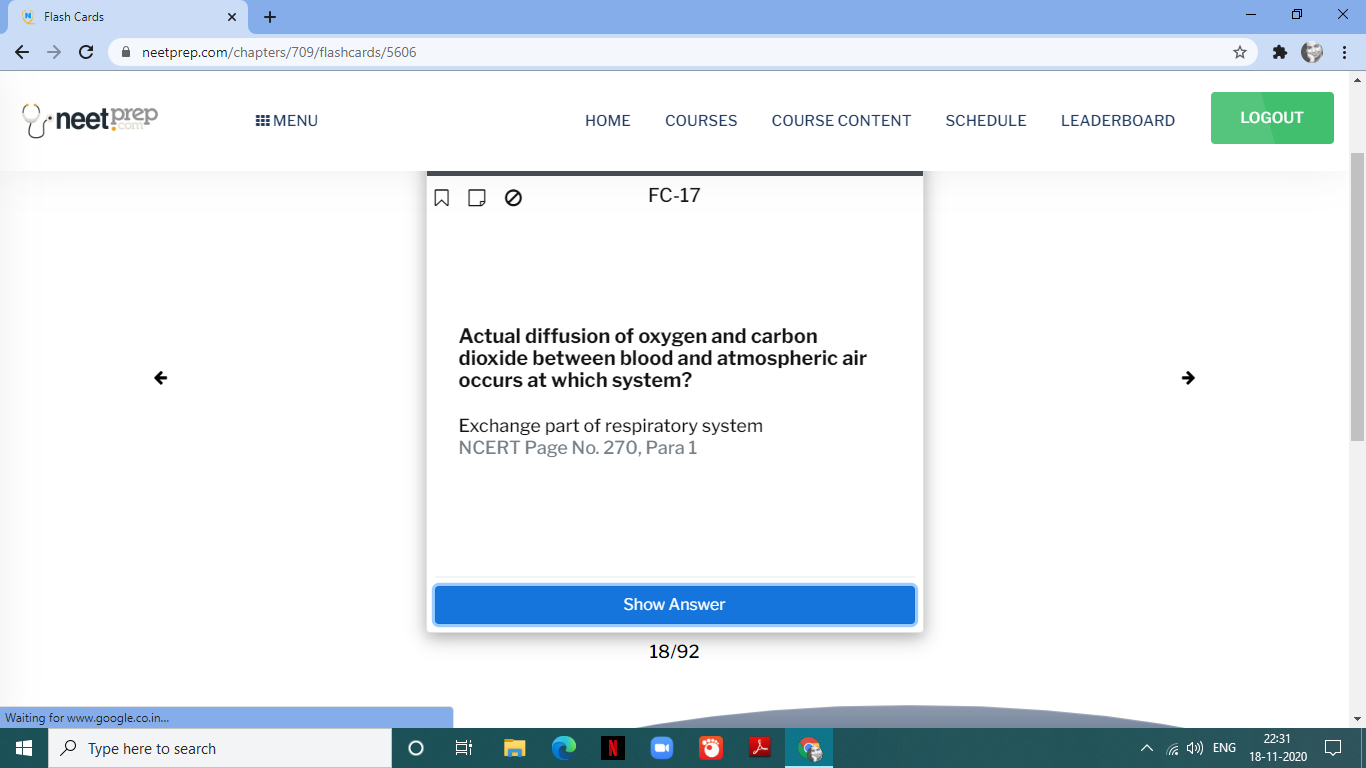 Flash Cards
neetprep.com/chapters/709/flashcards/5606
neetprep
.com
MENU
HOME
COURSES
COURSE CONTENT
SCHEDULE
LEADERBOARD
LOGOUT
FC-17
Actual diffusion of oxygen and carbon
dioxide between blood and atmospheric air
occurs at which system?
Exchange part of respiratory system
NCERT Page No. 270, Para 1
Show Answer
18/92
Waiting for www.google.co.in...
Type here to search
N
ENG
22:31
18-11-2020